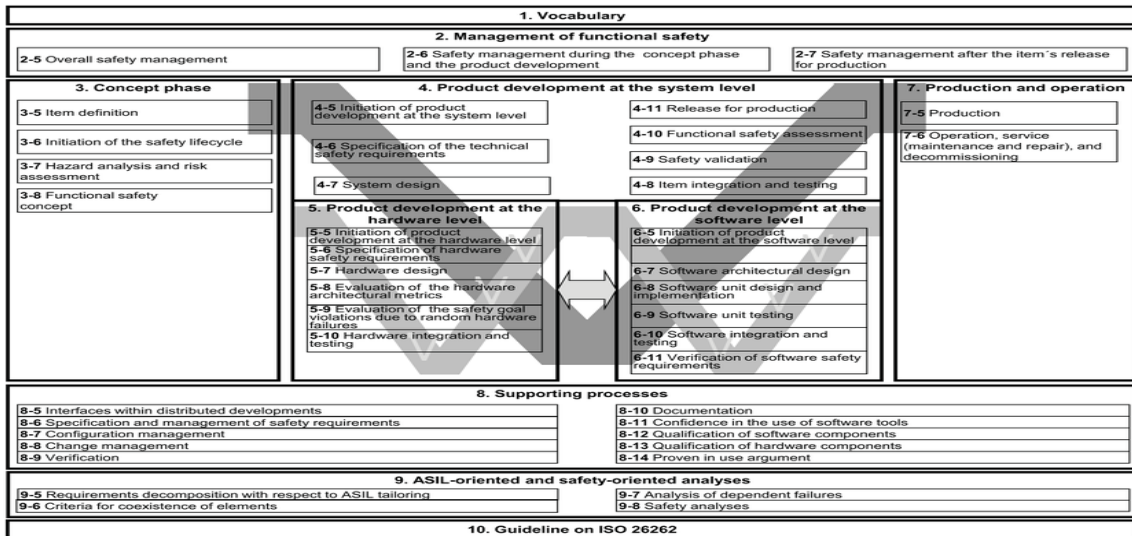 1. Vocabulary
2. Management of functional safety
2-5 Overall safety management
2-6 Safety management during the concept phase
and the product development
2-7 Safety management after the item´s release
for production
3. Concept phase
3-5 Item definition
3-6 Initiation of the safety lifecycle
3-7 Hazard analysis and risk
assessment
3-8 Functional safety
concept
4. Product development at the system level
4-5 Initiation of product
development at the system level
4-6 Specification of the technical
safety requirements
4-7 System design
4-11 Release for production
4-10 Functional safety assessment
4-9 Safety validation
4-8 Item integration and testing
7. Production and operation
7-5 Production
7-6 Operation, service
(maintenance and repair), and
decommissioning
5. Product development at the
hardware level
5-5 Initiation of product
development at the hardware level
5-6 Specification of hardware
safety requirements
5-7 Hardware design
5-8 Evaluation of the hardware
architectural metrics
5-9 Evaluation of the safety goal
violations due to random hardware
failures
5-10 Hardware integration and
testing
6. Product development at the
software level
6-5 Initiation of product
development at the software level
6-7 Software architectural design
6-8 Software unit design and
implementation
6-9 Software unit testing
6-10 Software integration and
testing
6-11 Verification of software safety
requirements
8. Supporting processes
8-5 Interfaces within distributed developments
8-6 Specification and management of safety requirements
8-7 Configuration management
8-8 Change management
8-9 Verification
8-10 Documentation
8-11 Confidence in the use of software tools
8-12 Qualification of software components
8-13 Qualification of hardware components
8-14 Proven in use argument
9. ASIL-oriented and safety-oriented analyses
9-5 Requirements decomposition with respect to ASIL tailoring
9-6 Criteria for coexistence of elements
9-7 Analysis of dependent failures
9-8 Safety analyses
10. Guideline on ISO 26262